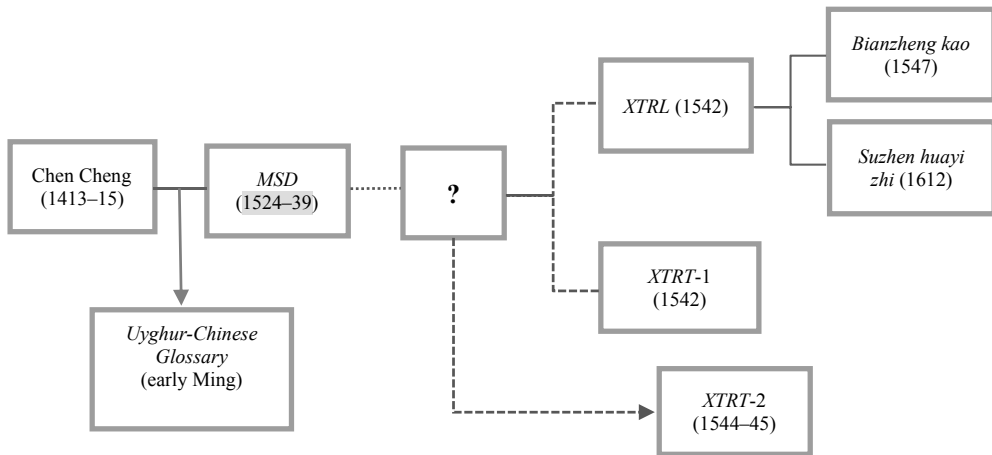 Chen Cheng
(1413–15)
MSD
(1524–39)
Uyghur-Chinese
Glossary
(early Ming)
?
XTRL (1542)
XTRT-1
(1542)
XTRT-2
(1544–45)
Bianzheng kao
(1547)
Suzhen huayi
zhi (1612)